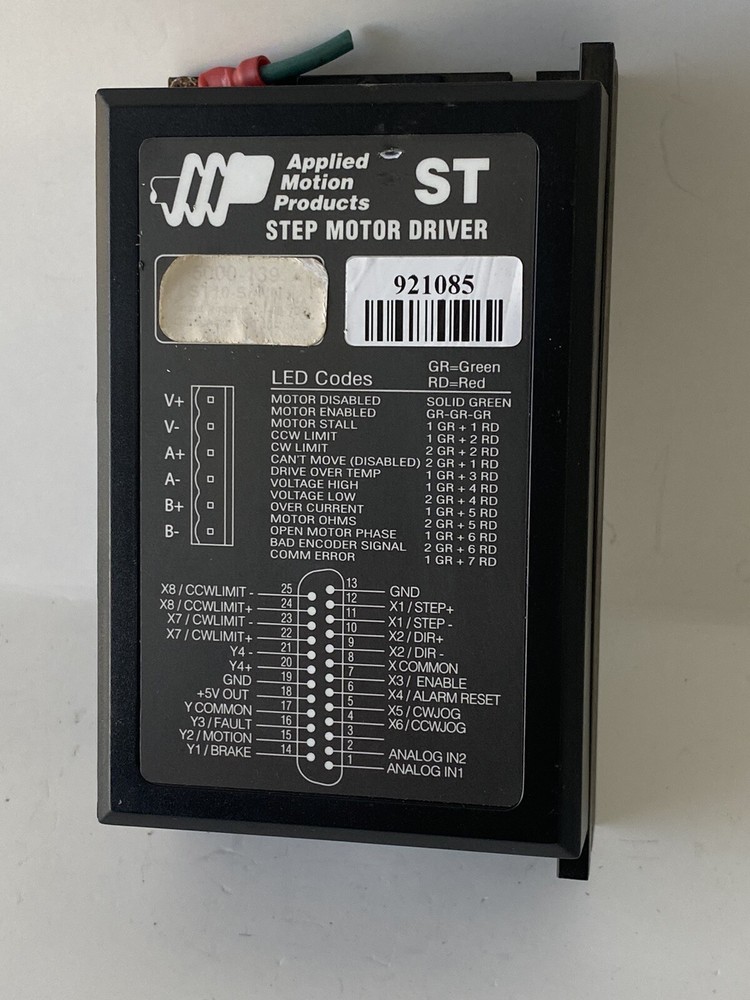 Applied
Motion
Products
ST
STEP MOTOR DRIVER
921085
GR=Green
LED Codes RD=Red
MOTOR DISABLED SOLID GREEN
MOTOR ENABLED GR-GR-GR
MOTOR STALL 1 GR + 1 RD
CCW LIMIT 1 GR + 2 RD
CW LIMIT 2 GR + 2 RD
CAN'T MOVE (DISABLED) 2 GR + 1 RD
DRIVE OVER TEMP 1 GR + 3 RD
VOLTAGE HIGH 1 GR + 4 RD
VOLTAGE LOW 2 GR + 4 RD
OVER CURRENT 1 GR + 5 RD
MOTOR OHMS 2 GR + 5 RD
OPEN MOTOR PHASE 1 GR + 6 RD
BAD ENCODER SIGNAL 2 GR + 6 RD
COMM ERROR 1 GR + 7 RD
V+
V-
A+
A-
B+
B-
X8 / CCWLIMIT - 25
X8 / CCWLIMIT+ 24
X7 / CWLIMIT - 23
X7 / CWLIMIT+ 22
Y4 - 21
Y4+ 20
GND 19
+5V OUT 18
Y COMMON 17
Y3 / FAULT 16
Y2 / MOTION 15
Y1 / BRAKE 14
13 GND
12 X1 / STEP+
11 X1 / STEP -
10 X2 / DIR+
9 X2 / DIR -
8 X COMMON
7 X3 / ENABLE
6 X4 / ALARM RESET
5 X5 / CWJOG
4 X6 / CCWJOG
3
2 ANALOG IN2
1 ANALOG IN1